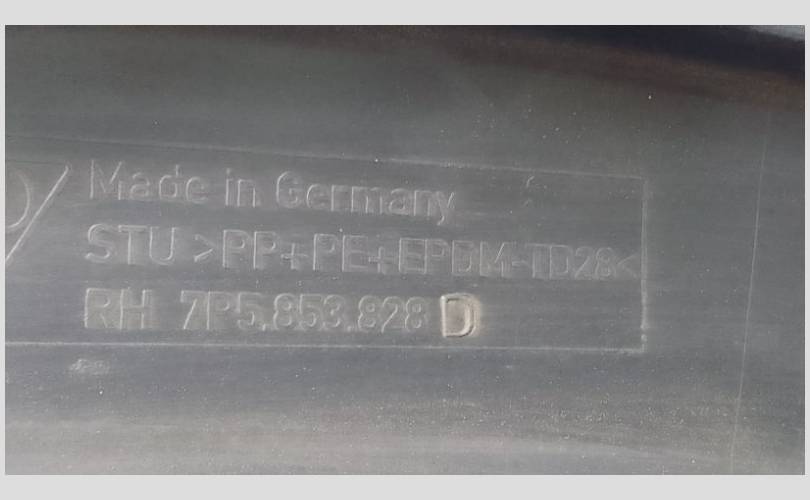 Made in Germany
STU >PP+PE+EPDM-TD28<
RH 7P5.853.828 D